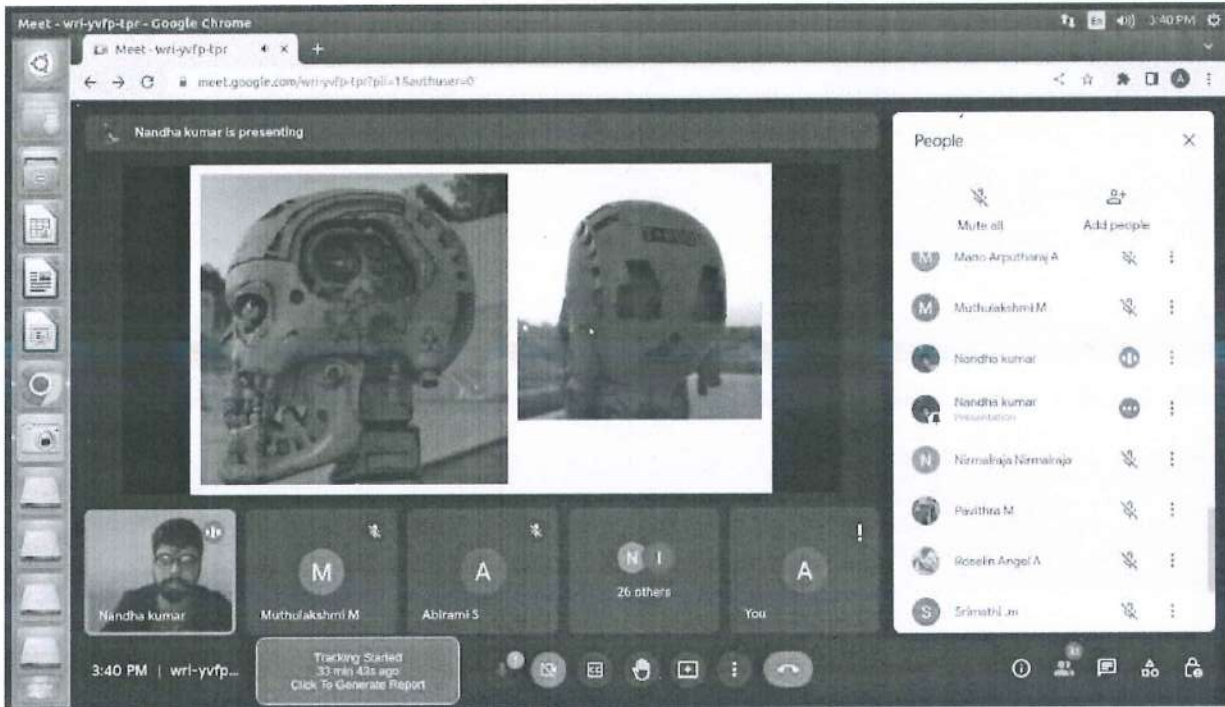 Meet - wri-yvfp-tpr - Google Chrome
En
3:40 PM
Meet - wri-yvfp-tpr
meet.google.com/wri-yvfp-tpr?pli=1&authuser=0
A
Nandha kumar is presenting
People
Mute all
Add people
M
Mano Arputharaj A
M
Muthulakshmi M
Nandha kumar
Nandha kumar
Presentation
N
Nirmalraja Nirmalraja
Pavithra M
Roselin Angel A
S
Srimathi .m
Nandha kumar
M
Muthulakshmi M
A
Abirami S
N I
26 others
A
You
3:40 PM | wri-yvfp...
Tracking Started
33 min 43s ago
Click To Generate Report